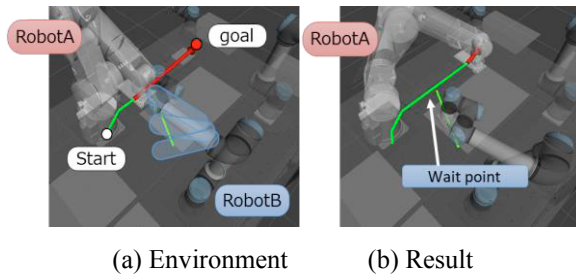 RobotA
goal
Start
RobotB
RobotA
Wait point
(a) Environment
(b) Result